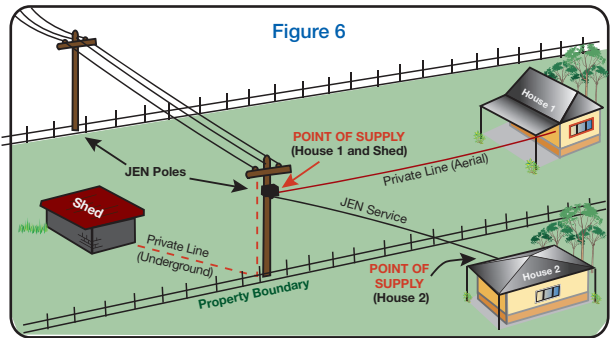 Figure 6
House 1
POINT OF SUPPLY
(House 1 and Shed)
JEN Poles
Private Line (Aerial)
Shed
JEN Service
Private Line
(Underground)
POINT OF
SUPPLY
(House 2)
House 2
Property Boundary